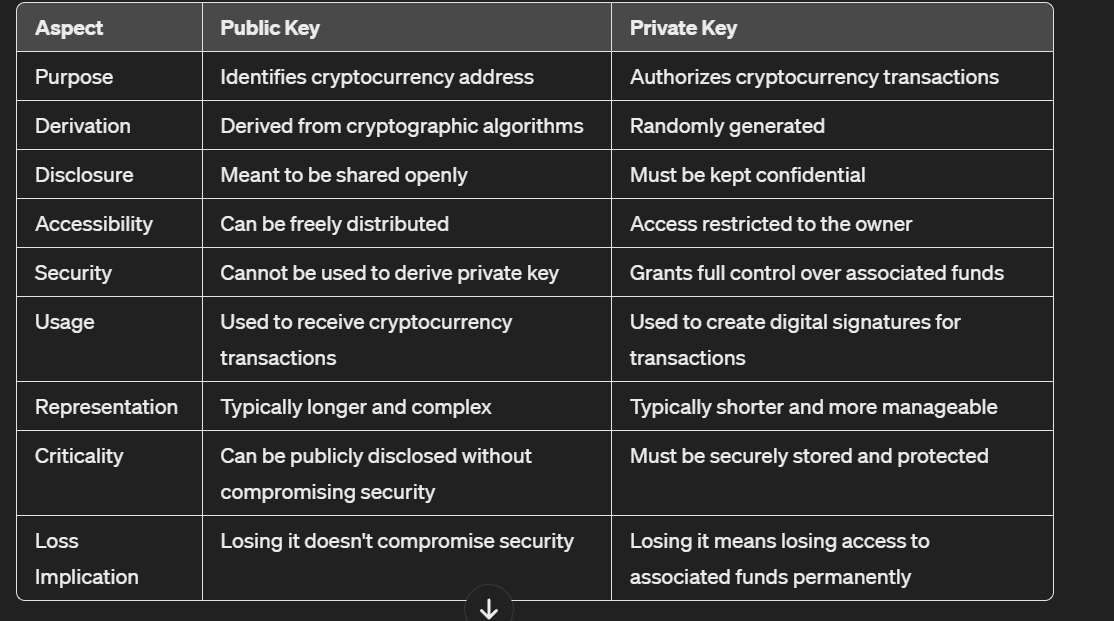 Aspect Public Key Private Key
Purpose Identifies cryptocurrency address Authorizes cryptocurrency transactions
Derivation Derived from cryptographic algorithms Randomly generated
Disclosure Meant to be shared openly Must be kept confidential
Accessibility Can be freely distributed Access restricted to the owner
Security Cannot be used to derive private key Grants full control over associated funds
Usage Used to receive cryptocurrency Used to create digital signatures for
transactions transactions
Representation Typically longer and complex Typically shorter and more manageable
Criticality Can be publicly disclosed without Must be securely stored and protected
compromising security
Loss Losing it doesn't compromise security Losing it means losing access to
Implication associated funds permanently